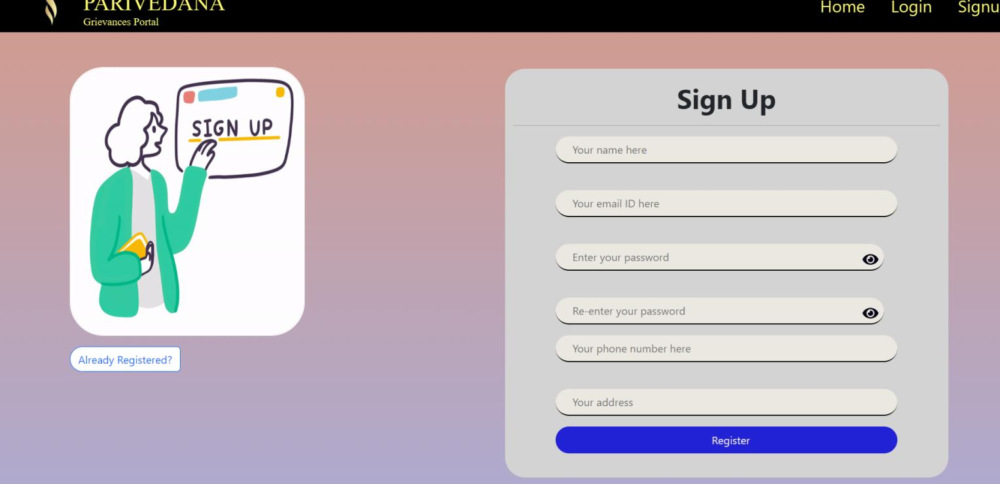 PARIVEDANA
Grievances Portal
Home Login Signu
SIGN UP
Already Registered?
Sign Up
Your name here
Your email ID here
Enter your password
Re-enter your password
Your phone number here
Your address
Register